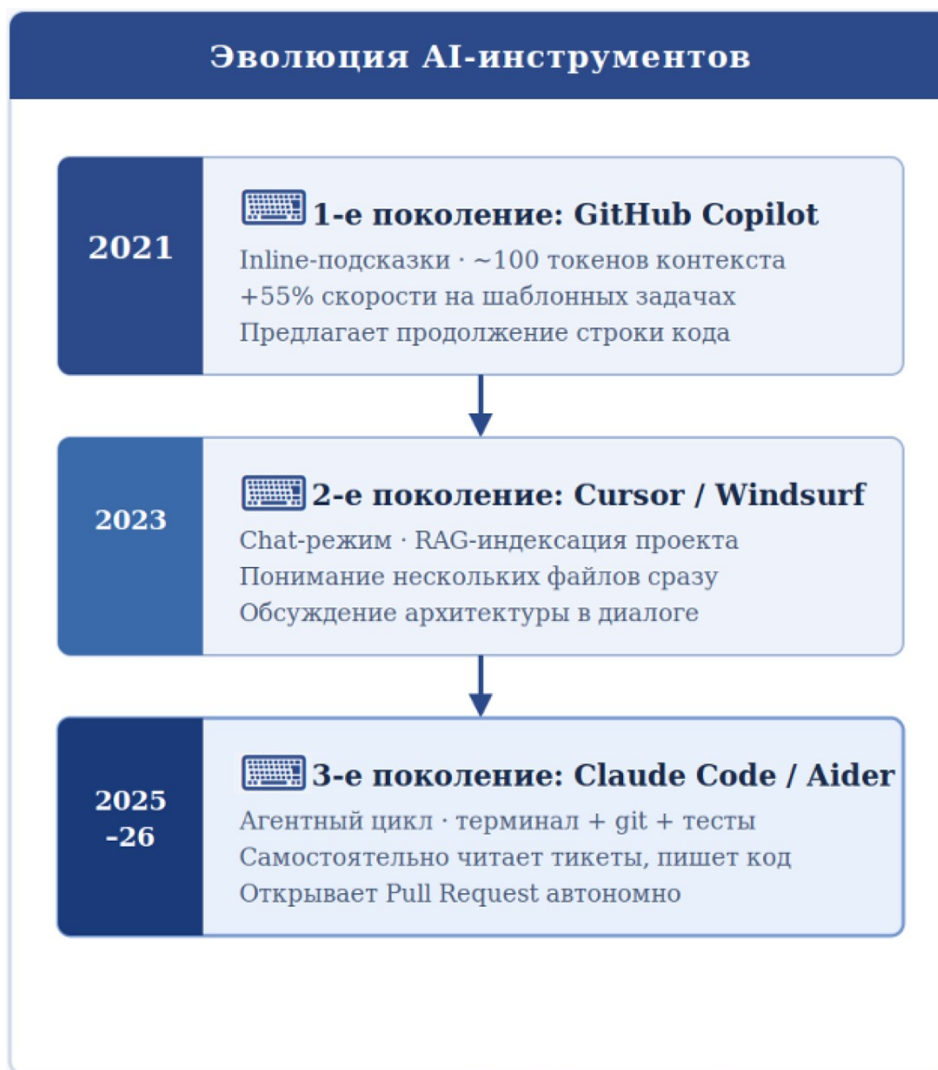 Эволюция AI-инструментов
2021
1-е поколение: GitHub Copilot
Inline-подсказки · ~100 токенов контекста
+55% скорости на шаблонных задачах
Предлагает продолжение строки кода
2023
2-е поколение: Cursor / Windsurf
Chat-режим · RAG-индексация проекта
Понимание нескольких файлов сразу
Обсуждение архитектуры в диалоге
2025
–26
3-е поколение: Claude Code / Aider
Агентный цикл · терминал + git + тесты
Самостоятельно читает тикеты, пишет код
Открывает Pull Request автономно